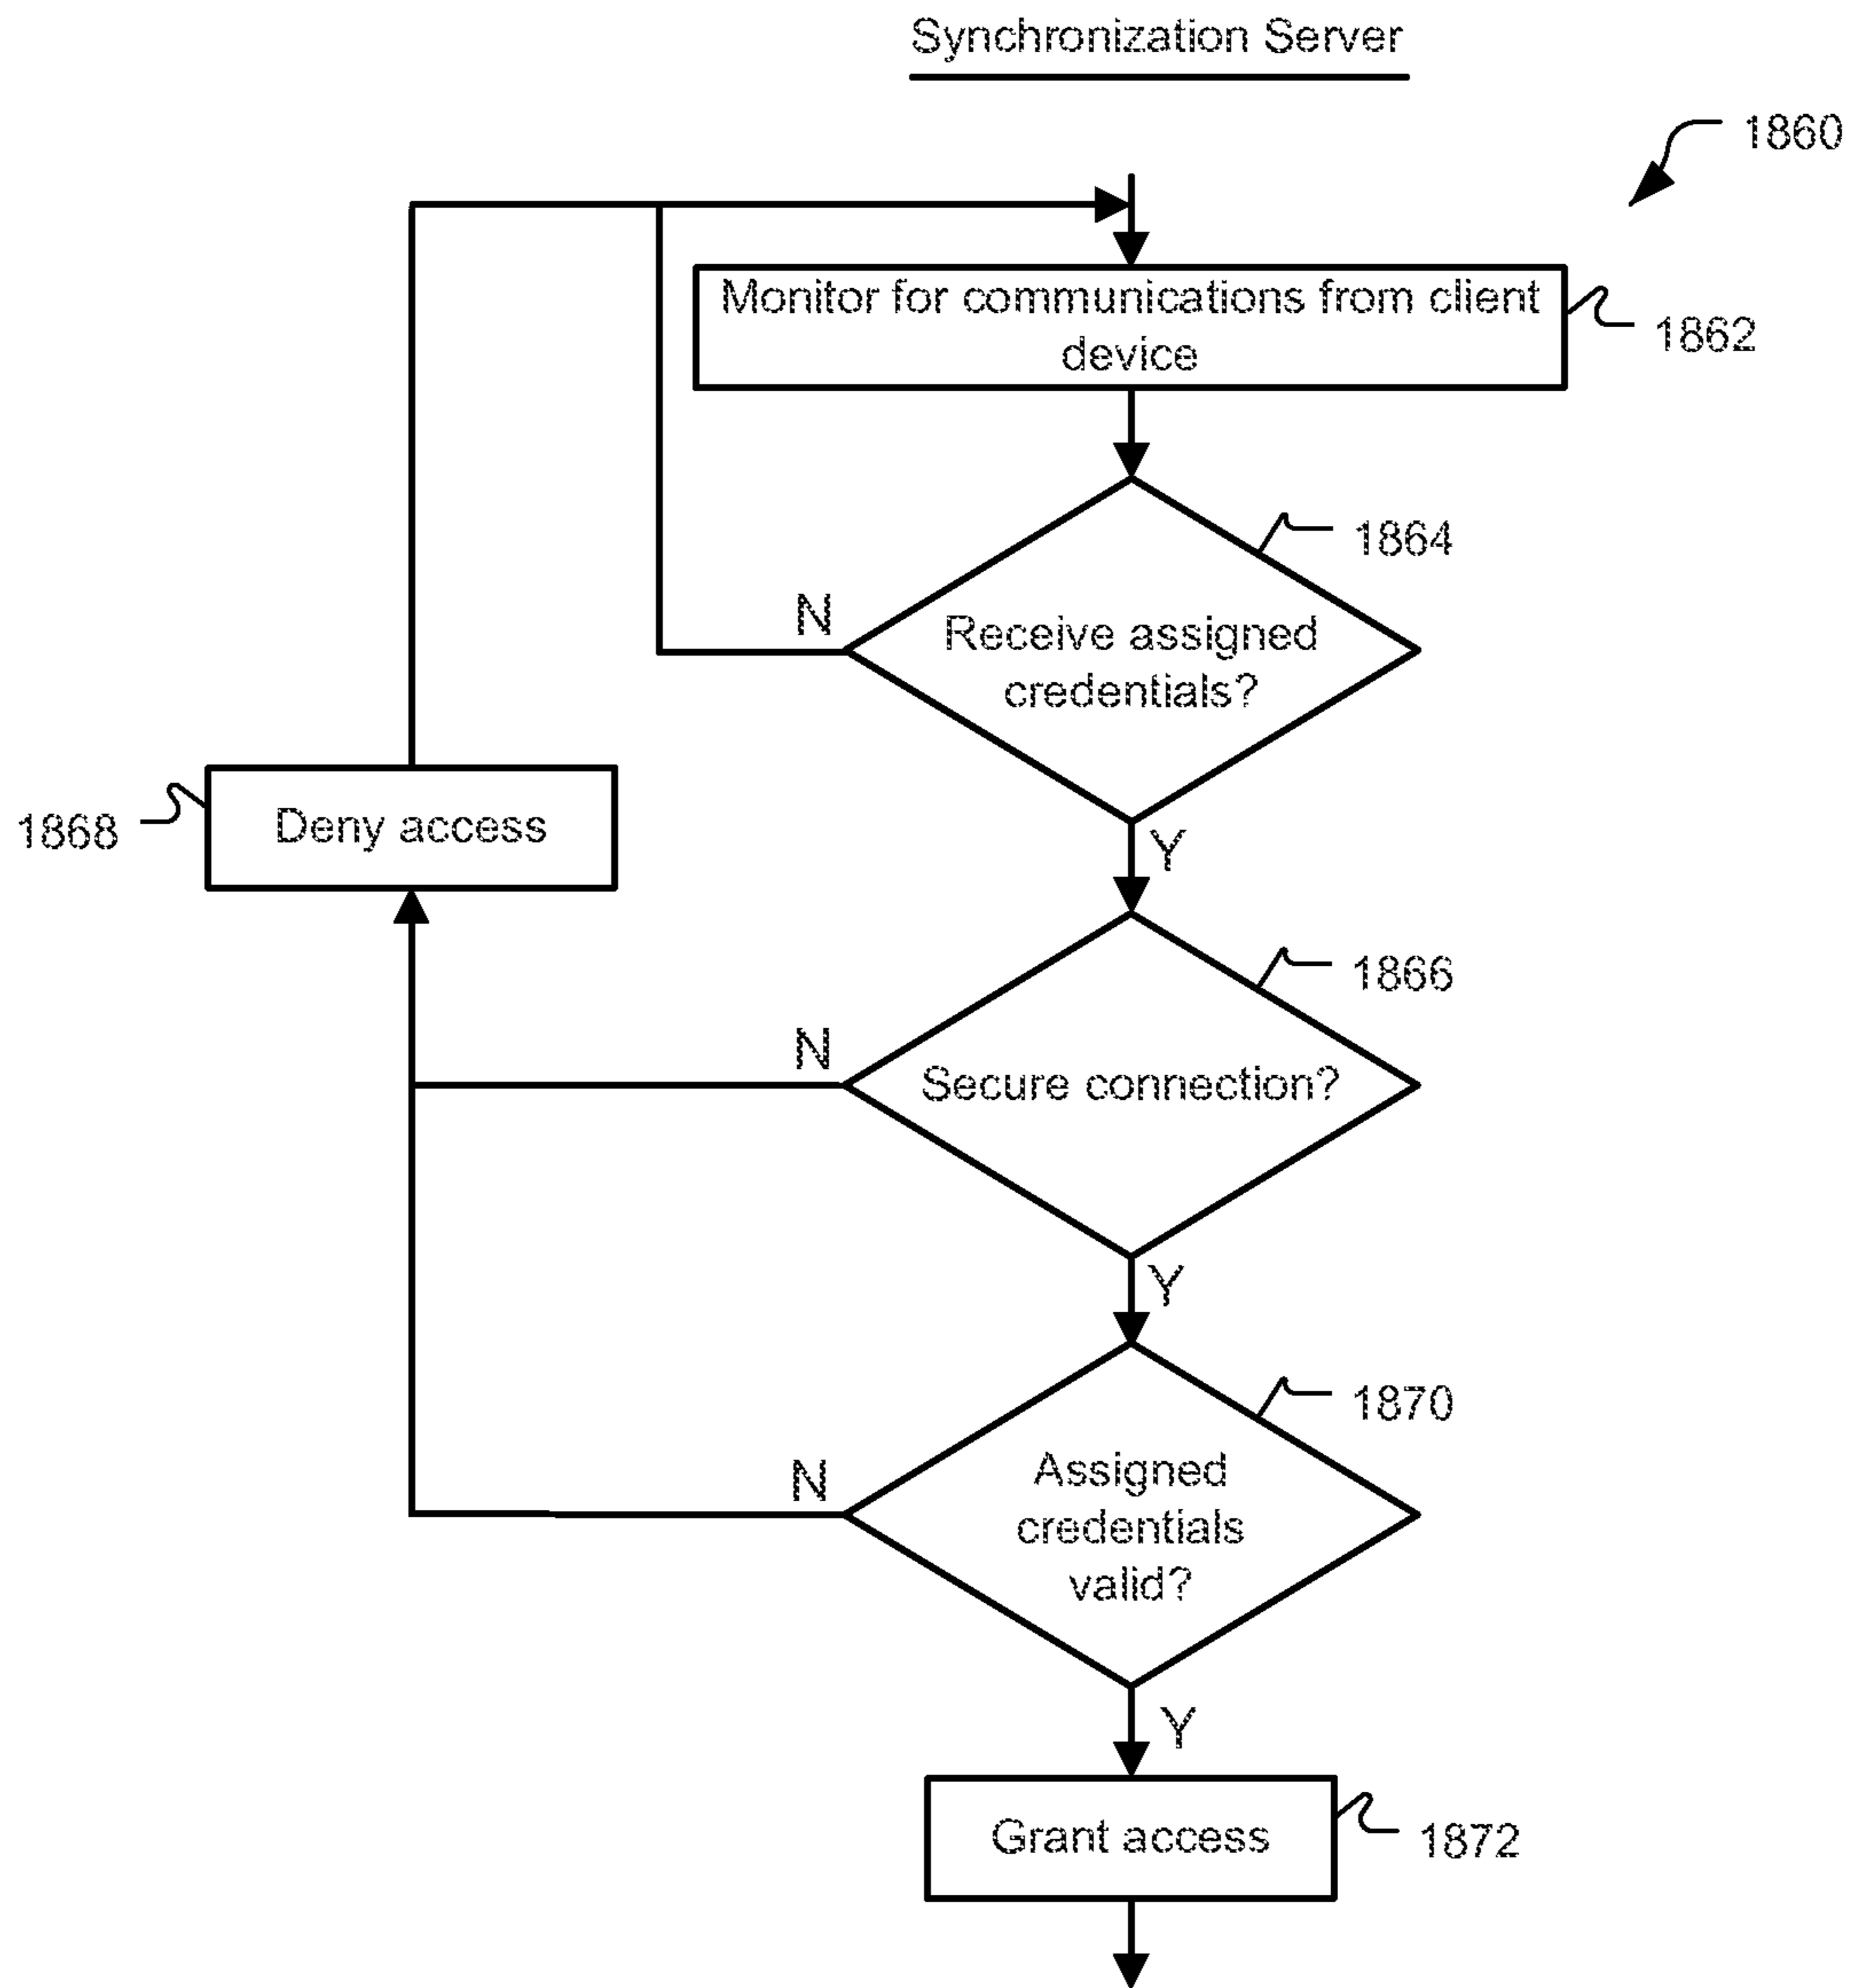 Synchronization Server
1860
Monitor for communications from client
device
1862
1864
N
Receive assigned
credentials?
1868
Deny access
Y
1866
N
Secure connection?
Y
1870
N
Assigned
credentials
valid?
Y
Grant access
1872